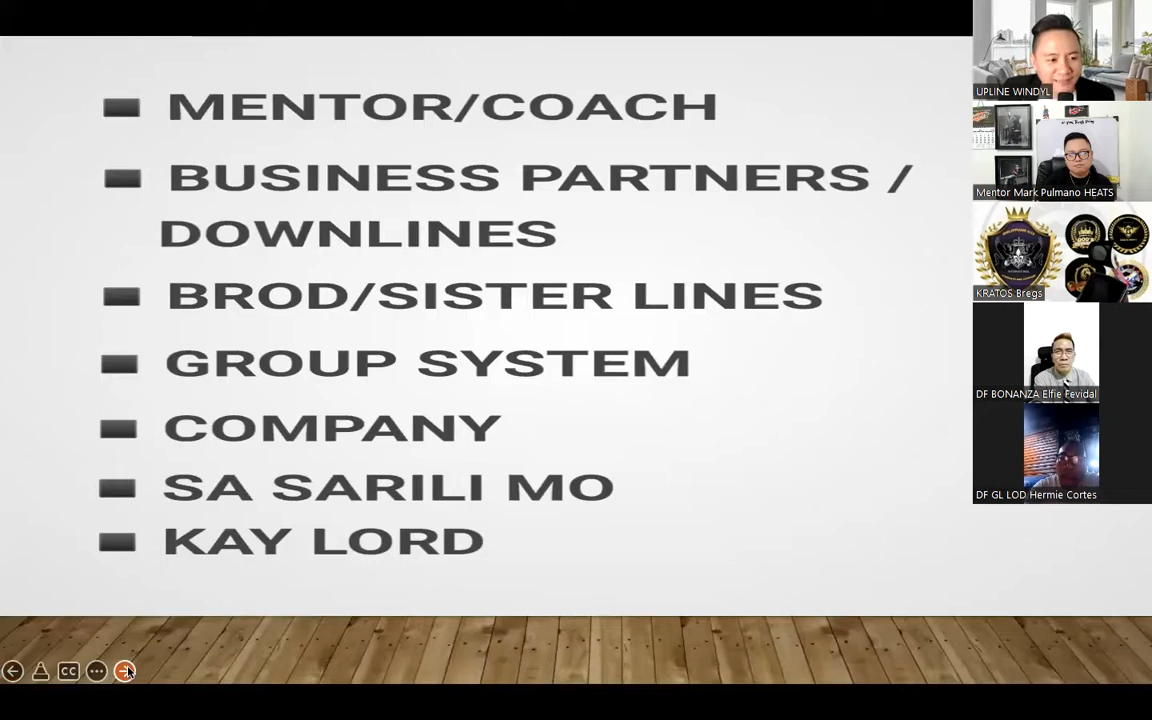 MENTOR/COACH
BUSINESS PARTNERS /
DOWNLINES
BROD/SISTER LINES
GROUP SYSTEM
COMPANY
SA SARILI MO
KAY LORD
UPLINE WINDYL
Mentor Mark Pulmano HEATS
KRATOS Bregs
DF BONANZA Elfie Fevidal
DF GL LOD Hermie Cortes
CC